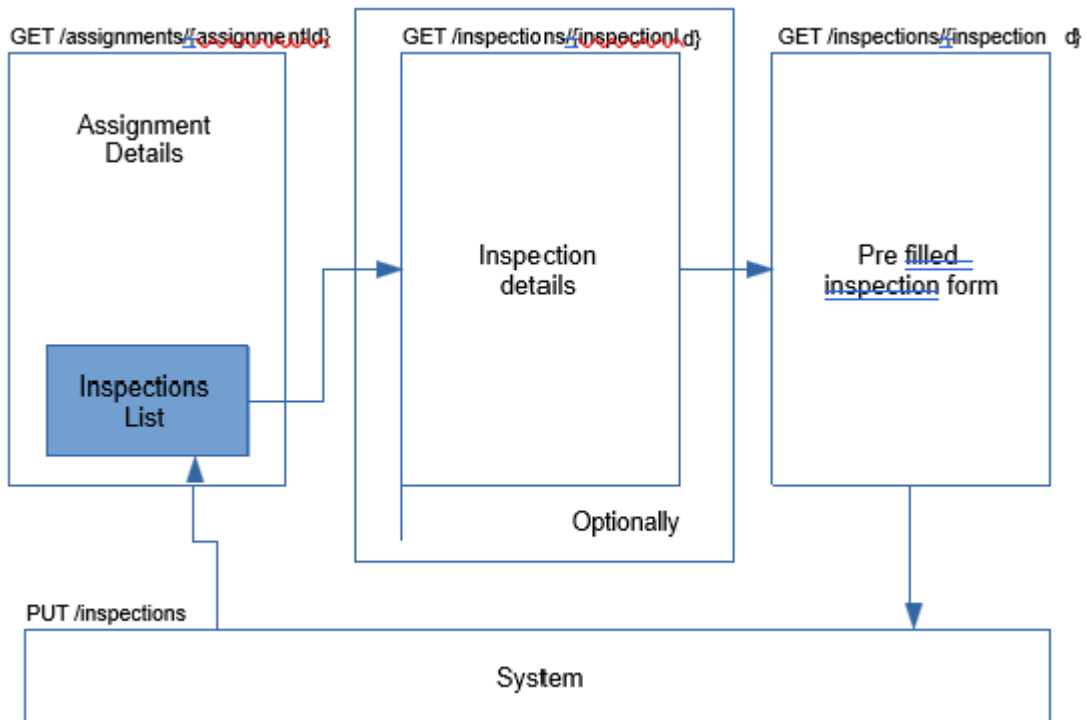 GET /assignments/{assignmentId}
GET /inspections/{inspectionId}
GET /inspections/{inspection d}
Assignment
Details
Inspection
details
Pre filled
inspection form
Inspections
List
Optionally
PUT /inspections
System